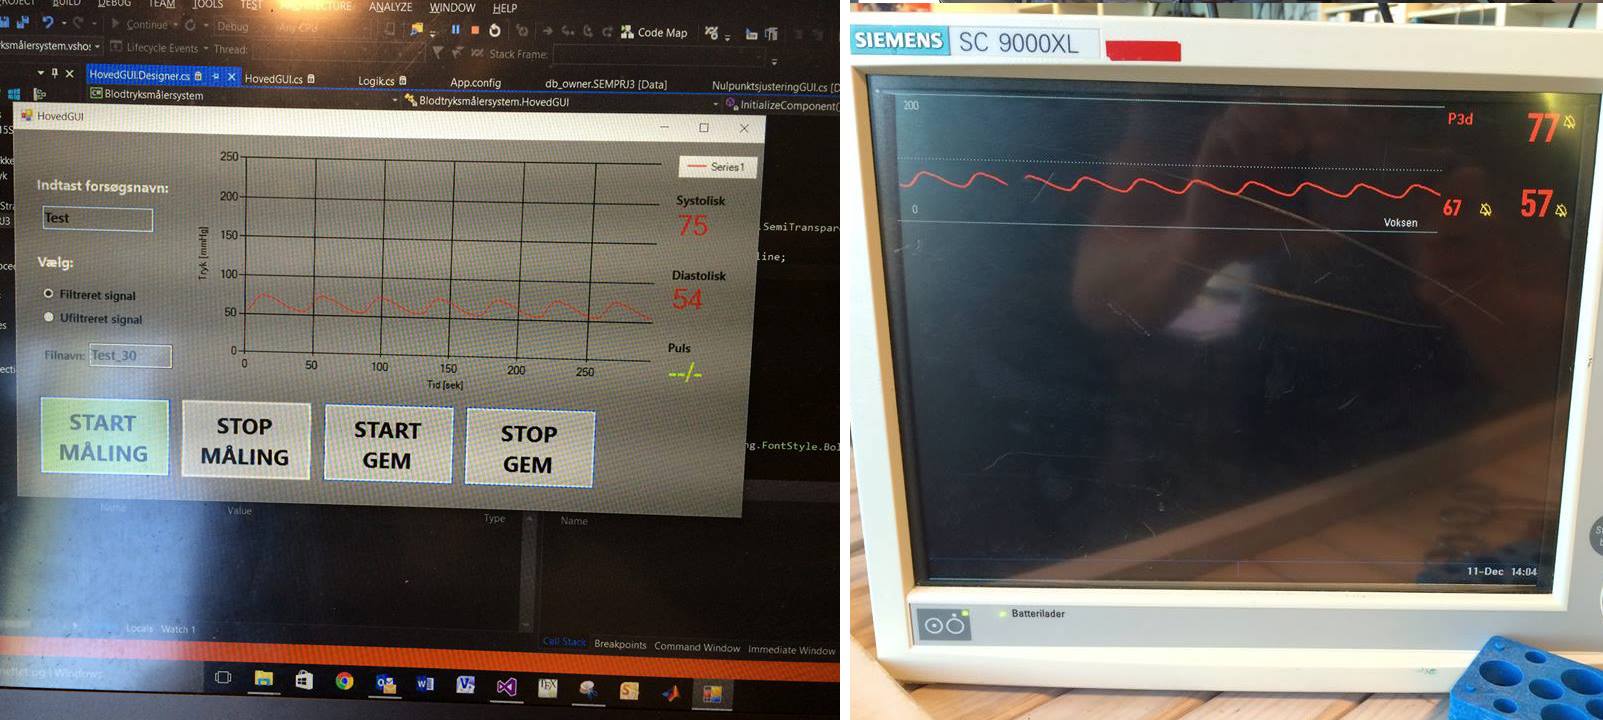 BUILD DEBUG TEAM TOOLS TEST ARCHITECTURE ANALYZE WINDOW HELP
Continue Debug Any CPU Code Map
Lifecycle Events Thread: Stack Frame:
HovedGUI.Designer.cs HovedGUI.cs Logik.cs App.config db_owner.SEMPRJ3 [Data] NulpunktsjusteringGUI.cs [D
Blodtryksmålersystem Blodtryksmålersystem.HovedGUI InitializeComponent(
HovedGUI
Indtast forsøgsnavn:
Test
Vælg:
Filtreret signal
Ufiltreret signal
Filnavn: Test_30
250
200
150
100
50
0
Tryk [mmHg]
0 50 100 150 200 250
Tid [sek]
Series1
Systolisk
75
Diastolisk
54
Puls
--/-
START MÅLING
STOP MÅLING
START GEM
STOP GEM
.SemiTranspare
line;
ng.FontStyle.Bol
Name Value Type Name
Locals Watch 1
Call Stack Breakpoints Command Window Immediate Window
SIEMENS SC 9000XL
200
P3d 77
0
67 57
Voksen
11-Dec 14:04
Batterilader